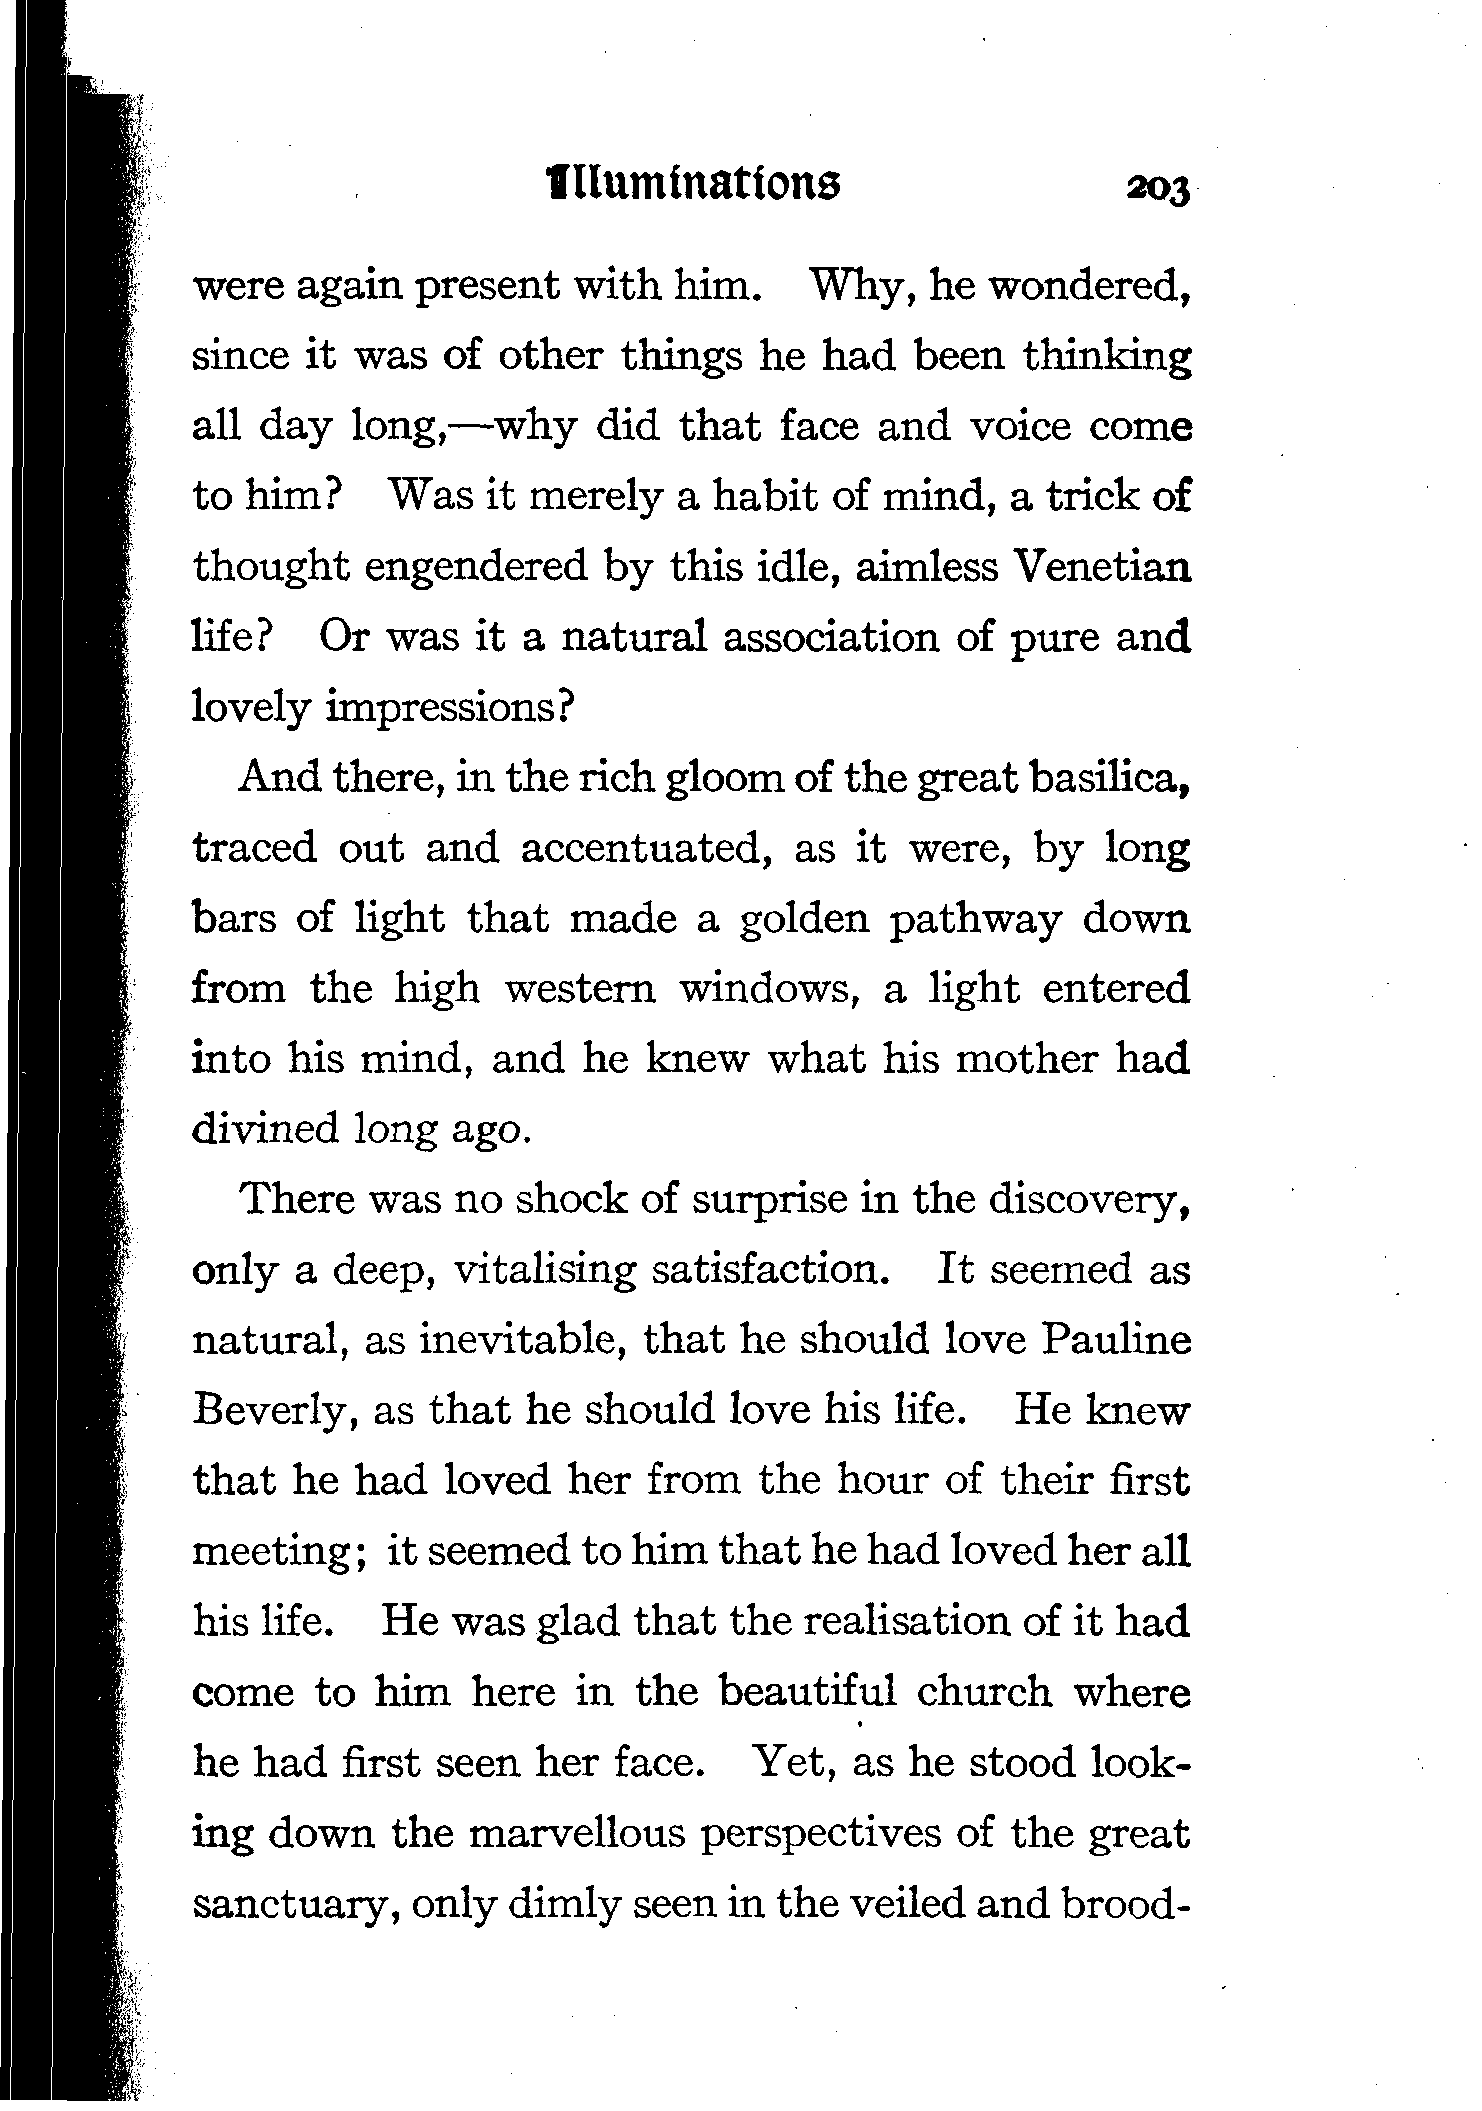 Illuminations 203
were again present with him. Why, he wondered,
since it was of other things he had been thinking
all day long,—why did that face and voice come
to him? Was it merely a habit of mind, a trick of
thought engendered by this idle, aimless Venetian
life? Or was it a natural association of pure and
lovely impressions?
And there, in the rich gloom of the great basilica,
traced out and accentuated, as it were, by long
bars of light that made a golden pathway down
from the high western windows, a light entered
into his mind, and he knew what his mother had
divined long ago.
There was no shock of surprise in the discovery,
only a deep, vitalising satisfaction. It seemed as
natural, as inevitable, that he should love Pauline
Beverly, as that he should love his life. He knew
that he had loved her from the hour of their first
meeting; it seemed to him that he had loved her all
his life. He was glad that the realisation of it had
come to him here in the beautiful church where
he had first seen her face. Yet, as he stood look-
ing down the marvellous perspectives of the great
sanctuary, only dimly seen in the veiled and brood-